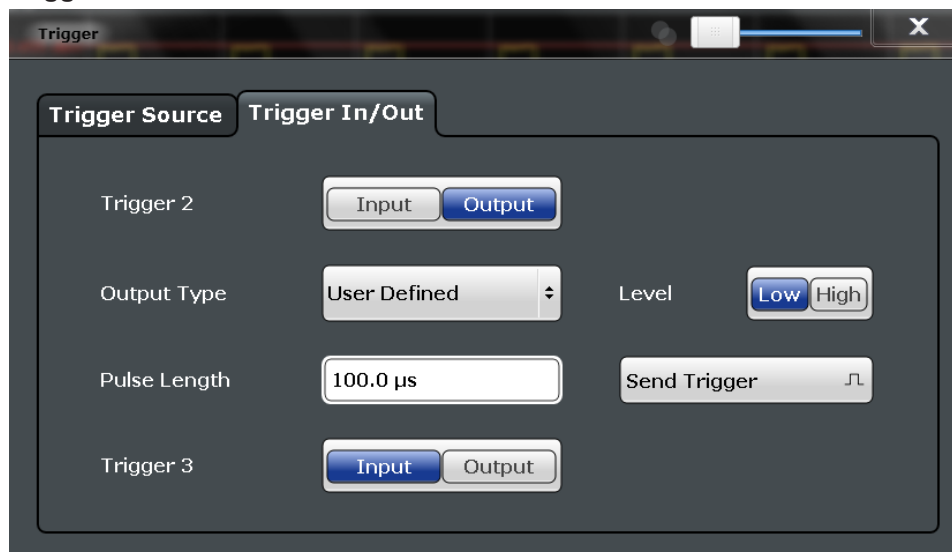 Trigger
X
Trigger Source Trigger In/Out
Trigger 2 Input Output
Output Type User Defined Level Low High
Pulse Length 100.0 µs Send Trigger
Trigger 3 Input Output